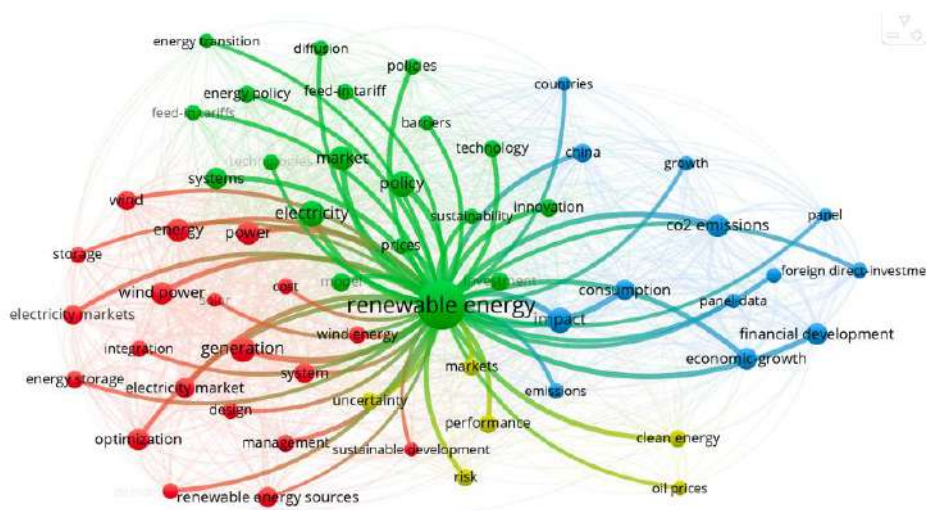 energy transition
diffusion
policies
countries
energy policy
feed-in tariff
feed-in tariffs
barriers
technology
china
growth
technologies
market
systems
policy
wind
electricity
sustainability
innovation
panel
co2 emissions
energy
power
prices
storage
foreign direct-investme
model
investment
consumption
wind power
solar
cost
renewable energy
panel-data
electricity markets
impact
wind energy
financial development
integration
generation
economic-growth
energy storage
electricity market
system
markets
uncertainty
emissions
design
performance
optimization
management
sustainable development
clean energy
risk
oil prices
renewable energy sources